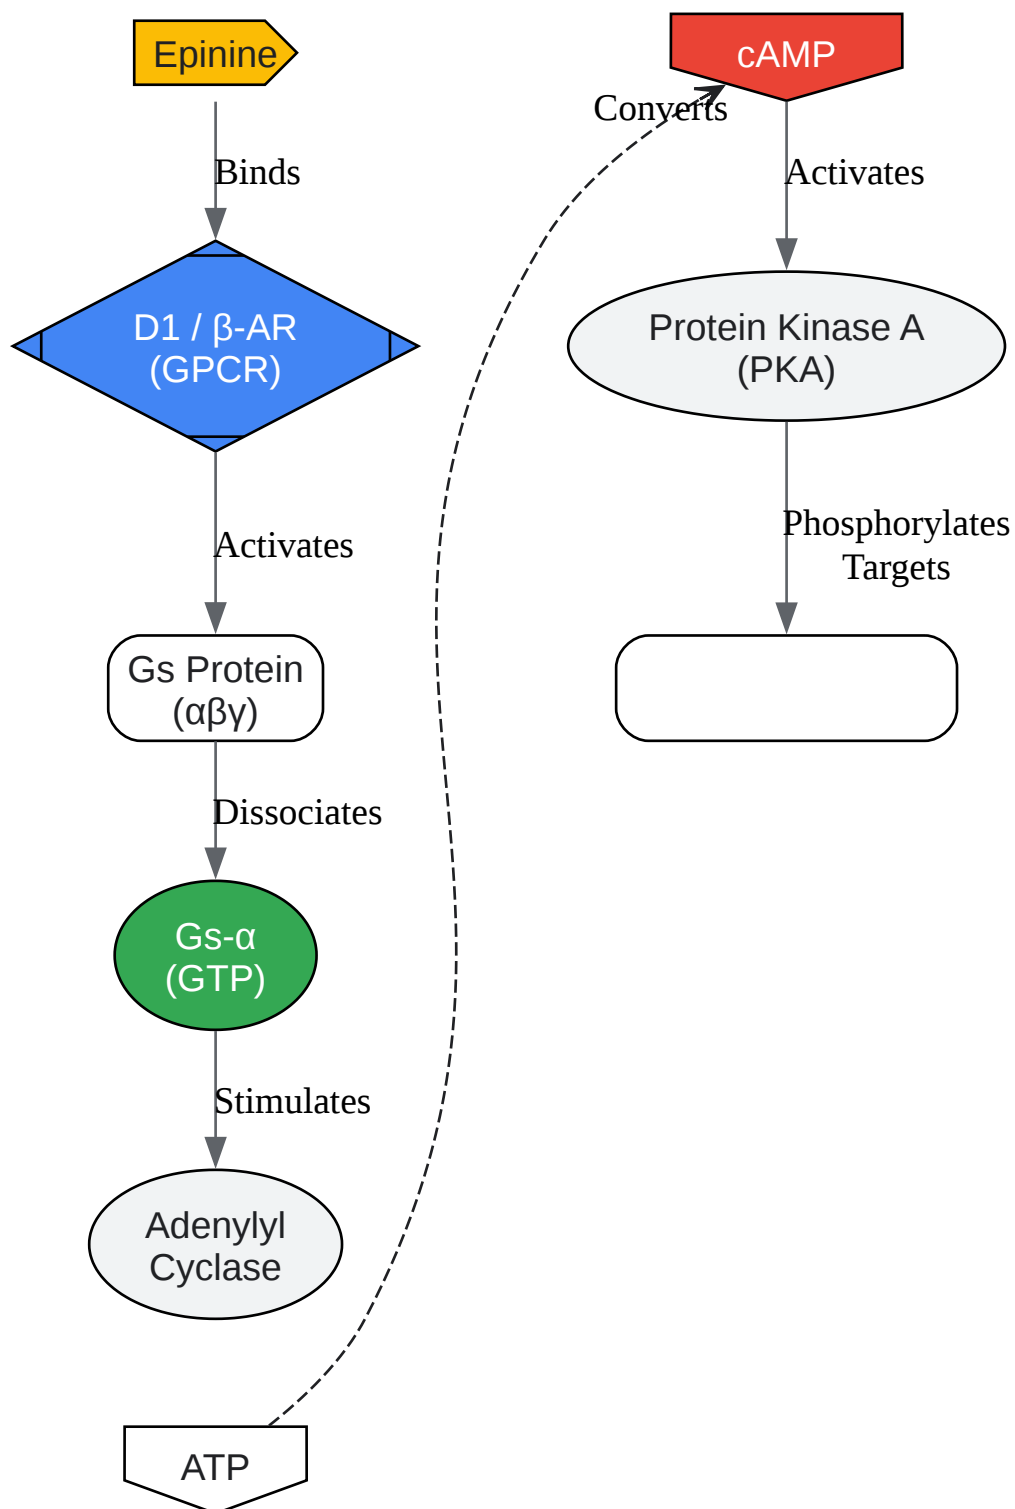 Epinine
Binds
D1 / β-AR
(GPCR)
Activates
Gs Protein
(αβγ)
Dissociates
Gs-α
(GTP)
Stimulates
Adenylyl
Cyclase
ATP
Converts
cAMP
Activates
Protein Kinase A
(PKA)
Phosphorylates
Targets